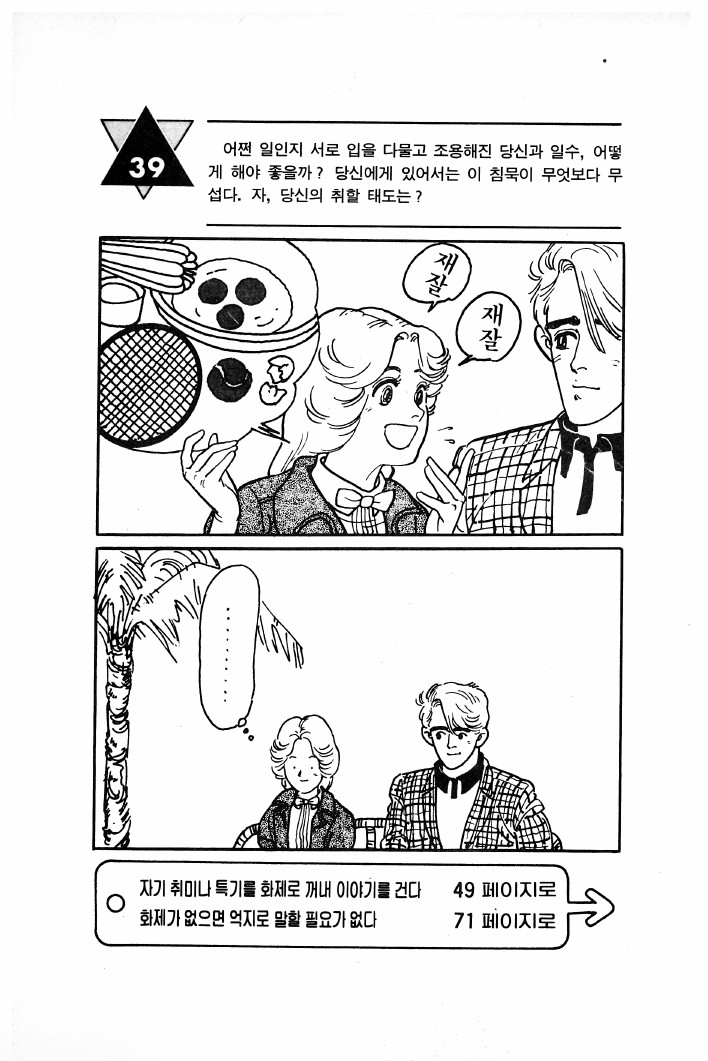 39
어쩐 일인지 서로 입을 다물고 조용해진 당신과 일수, 어떻
게 해야 좋을까? 당신에게 있어서는 이 침묵이 무엇보다 무
섭다. 자, 당신의 취할 태도는?
재
잘
재
잘
..........
자기 취미나 특기를 화제로 꺼내 이야기를 건다 49 페이지로
화제가 없으면 억지로 말할 필요가 없다 71 페이지로